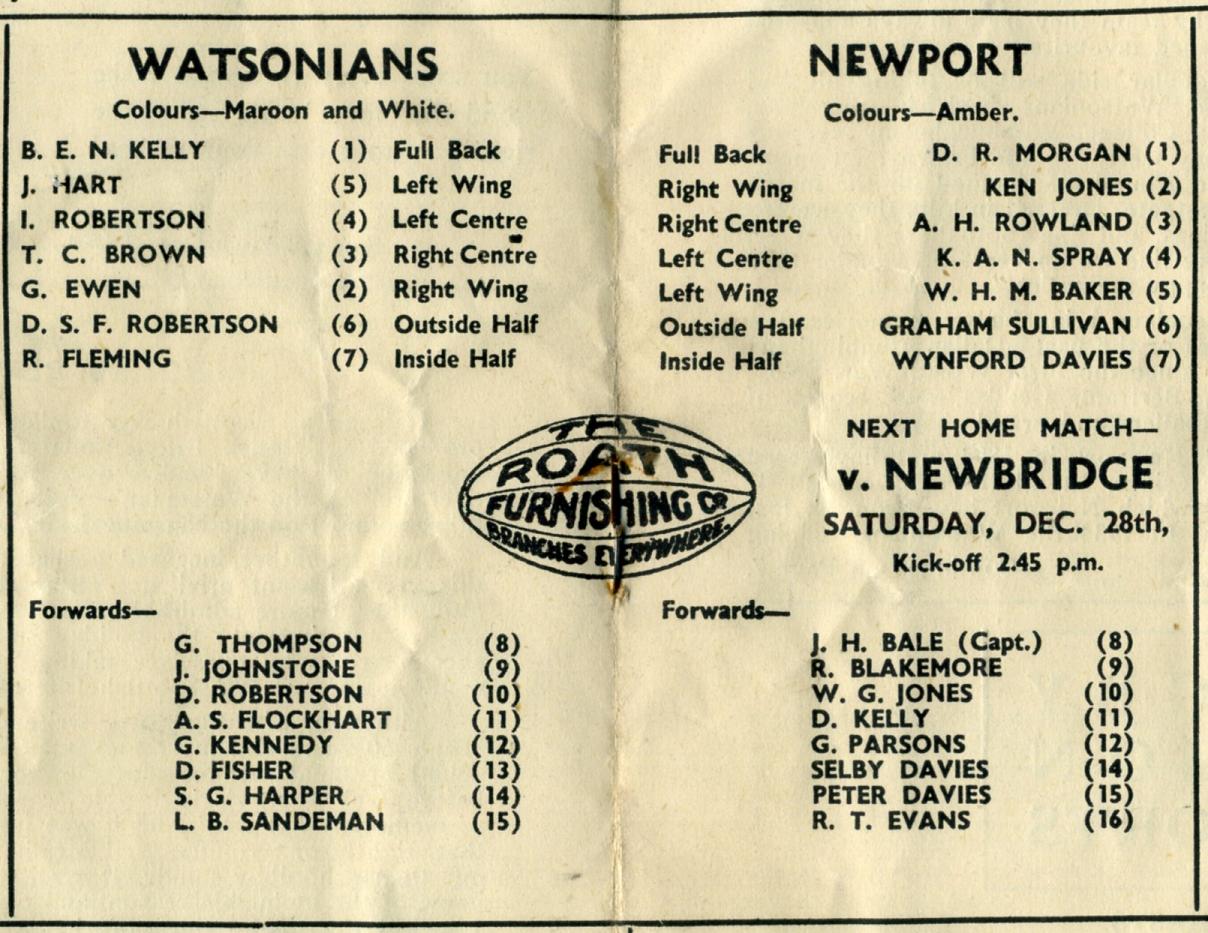 WATSONIANS
Colours—Maroon and White.
B. E. N. KELLY (1) Full Back
J. HART (5) Left Wing
I. ROBERTSON (4) Left Centre
T. C. BROWN (3) Right Centre
G. EWEN (2) Right Wing
D. S. F. ROBERTSON (6) Outside Half
R. FLEMING (7) Inside Half
Forwards—
G. THOMPSON (8)
J. JOHNSTONE (9)
D. ROBERTSON (10)
A. S. FLOCKHART (11)
G. KENNEDY (12)
D. FISHER (13)
S. G. HARPER (14)
L. B. SANDEMAN (15)
THE
ROATH
FURNISHING CO.
BRANCHES EVERYWHERE.
NEWPORT
Colours—Amber.
Full Back D. R. MORGAN (1)
Right Wing KEN JONES (2)
Right Centre A. H. ROWLAND (3)
Left Centre K. A. N. SPRAY (4)
Left Wing W. H. M. BAKER (5)
Outside Half GRAHAM SULLIVAN (6)
Inside Half WYNFORD DAVIES (7)
NEXT HOME MATCH—
v. NEWBRIDGE
SATURDAY, DEC. 28th,
Kick-off 2.45 p.m.
Forwards—
J. H. BALE (Capt.) (8)
R. BLAKEMORE (9)
W. G. JONES (10)
D. KELLY (11)
G. PARSONS (12)
SELBY DAVIES (14)
PETER DAVIES (15)
R. T. EVANS (16)